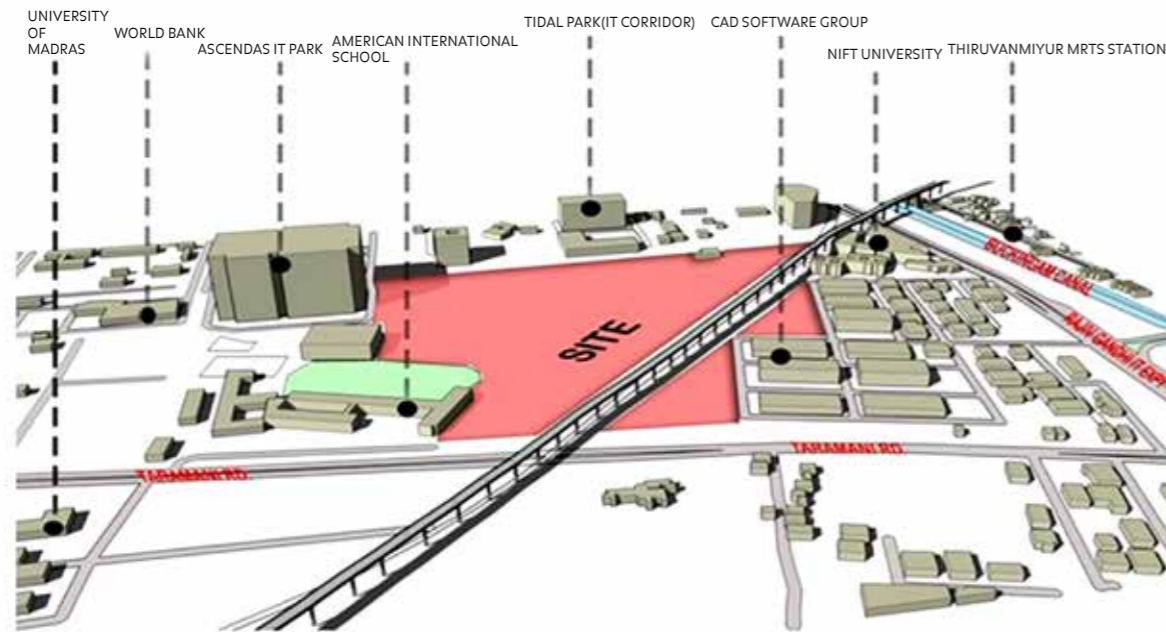 UNIVERSITY
OF
MADRAS
WORLD BANK
ASCENDAS IT PARK
AMERICAN INTERNATIONAL
SCHOOL
TIDAL PARK(IT CORRIDOR)
CAD SOFTWARE GROUP
NIFT UNIVERSITY
THIRUVANMIYUR MRTS STATION
SITE
BUCKINGAM CANAL
RAJIV GANDHI IT EXP
TARAMANI RD
TARAMANI RD